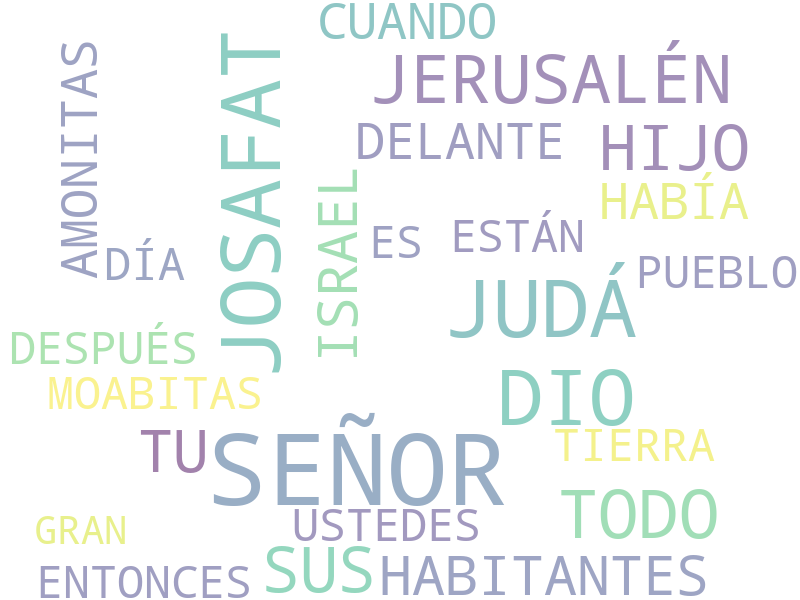 CUANDO
AMONITAS
JOSAFAT
JERUSALÉN
DELANTE
HIJO
ISRAEL
HABÍA
ES
ESTÁN
DÍA
PUEBLO
JUDÁ
DESPUÉS
MOABITAS
DIO
TU
SEÑOR
TIERRA
TODO
GRAN
USTEDES
ENTONCES
SUS
HABITANTES